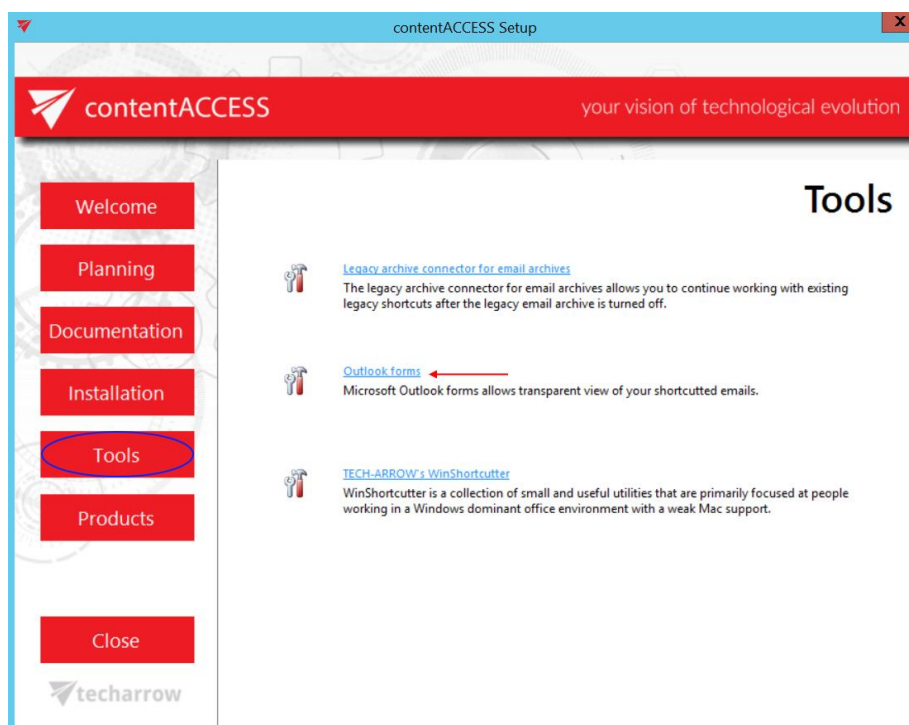 contentACCESS Setup
X
contentACCESS
your vision of technological evolution
Welcome
Planning
Documentation
Installation
Tools
Products
Close
techarrow
Tools
Legacy archive connector for email archives
The legacy archive connector for email archives allows you to continue working with existing
legacy shortcuts after the legacy email archive is turned off.
Outlook forms
Microsoft Outlook forms allows transparent view of your shortcutted emails.
TECH-ARROW's WinShortcutter
WinShortcutter is a collection of small and useful utilities that are primarily focused at people
working in a Windows dominant office environment with a weak Mac support.